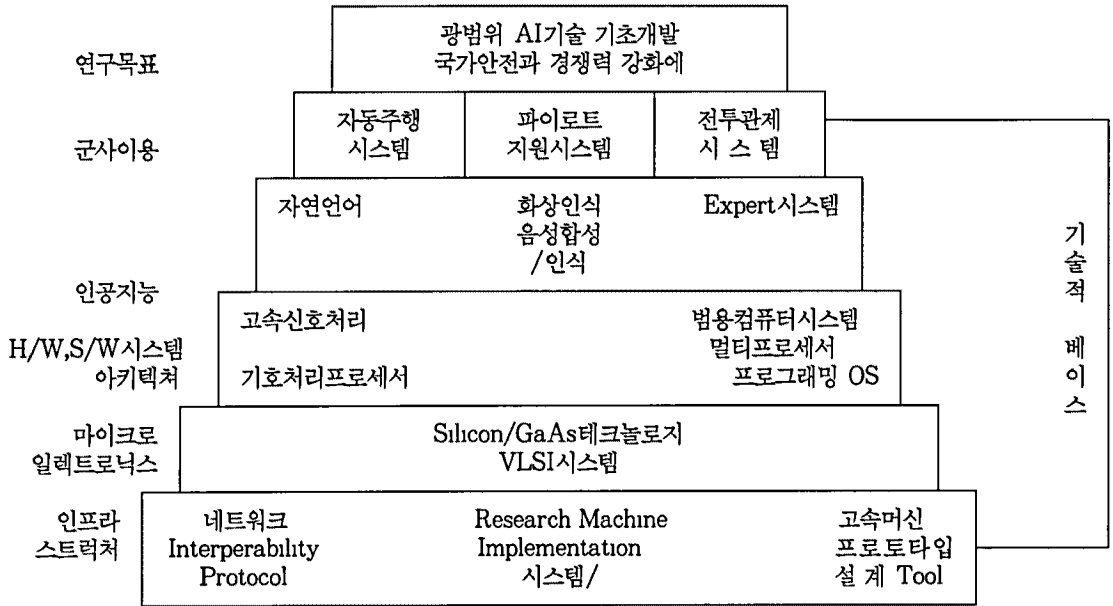 광범위 AI기술 기초개발
국가안전과 경쟁력 강화에
연구목표
자동주행
시스템
파이로트
지원시스템
전투관제
시 스 템
군사이용
자연언어
화상인식
음성합성
/인식
Expert시스템
인공지능
고속신호처리
기호처리프로세서
범용컴퓨터시스템
멀티프로세서
프로그래밍 OS
H/W,S/W시스템
아키텍쳐
마이크로
일렉트로닉스
Silicon/GaAs테크놀로지
VLSI시스템
인프라
스트럭처
네트워크
Interperability
Protocol
Research Machine
Implementation
시스템/
고속머신
프로토타입
설 계 Tool
기술적 베이스